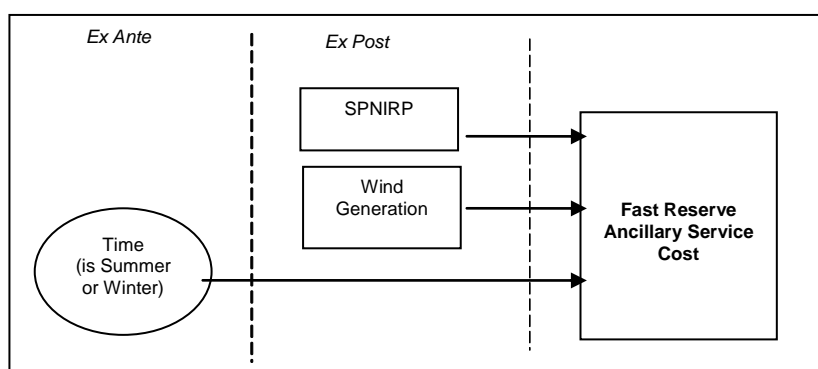 Ex Ante
Ex Post
SPNIRP
Wind
Generation
Fast Reserve
Ancillary Service
Cost
Time
(is Summer
or Winter)